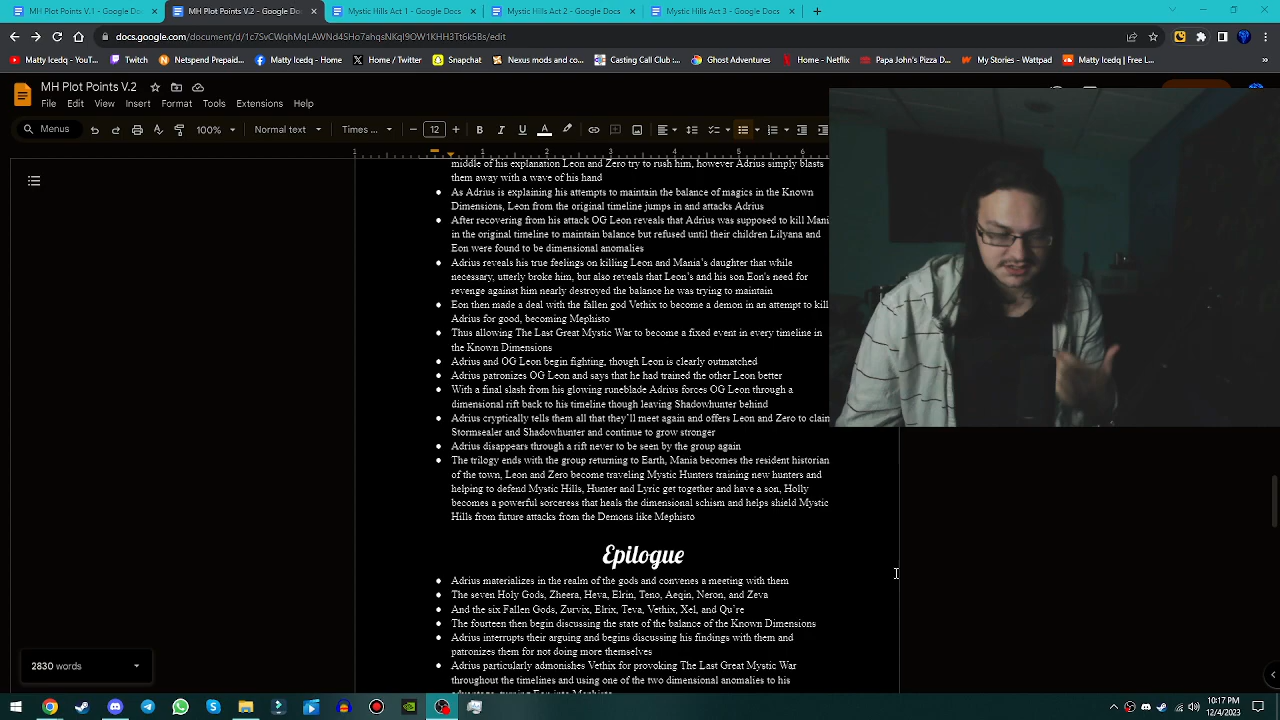 MH Plot Points V.1 - Google Docs
MH Plot Points V.2 - Google Docs
Mystic Hills Act 1 - Google Docs
Mystic Hills Act 2 - Google Docs
Mystic Hills Act 3 - Google Docs
docs.google.com/document/d/1c7SvCWqhMqLAWNd4SHo7ahqsNKqI9OW1KHH3Tt6k5Bs/edit
Matty Icedq - YouT...
Twitch
Netspend Prepaid...
Matty Icedq - Home
Home / Twitter
Snapchat
Nexus mods and co...
Casting Call Club :...
Ghost Adventures
Home - Netflix
Papa John's Pizza D...
My Stories - Wattpad
Matty Icedq | Free L...
MH Plot Points V.2
File Edit View Insert Format Tools Extensions Help
Menus 100% Normal text Times ... 12 B I U A
1 1 2 3 4 5 6
middle of his explanation Leon and Zero try to rush him, however Adrius simply blasts
them away with a wave of his hand
As Adrius is explaining his attempts to maintain the balance of magics in the Known
Dimensions, Leon from the original timeline jumps in and attacks Adrius
After recovering from his attack OG Leon reveals that Adrius was supposed to kill Mani
in the original timeline to maintain balance but refused until their children Lilyana and
Eon were found to be dimensional anomalies
Adrius reveals his true feelings on killing Leon and Mania's daughter that while
necessary, utterly broke him, but also reveals that Leon's and his son Eon's need for
revenge against him nearly destroyed the balance he was trying to maintain
Eon then made a deal with the fallen god Vethix to become a demon in an attempt to kill
Adrius for good, becoming Mephisto
Thus allowing The Last Great Mystic War to become a fixed event in every timeline in
the Known Dimensions
Adrius and OG Leon begin fighting, though Leon is clearly outmatched
Adrius patronizes OG Leon and says that he had trained the other Leon better
With a final slash from his glowing runeblade Adrius forces OG Leon through a
dimensional rift back to his timeline though leaving Shadowhunter behind
Adrius cryptically tells them all that they'll meet again and offers Leon and Zero to claim
Stormsealer and Shadowhunter and continue to grow stronger
Adrius disappears through a rift never to be seen by the group again
The trilogy ends with the group returning to Earth, Mania becomes the resident historian
of the town, Leon and Zero become traveling Mystic Hunters training new hunters and
helping to defend Mystic Hills, Hunter and Lyric get together and have a son, Holly
becomes a powerful sorceress that heals the dimensional schism and helps shield Mystic
Hills from future attacks from the Demons like Mephisto
Epilogue
Adrius materializes in the realm of the gods and convenes a meeting with them
The seven Holy Gods, Zheera, Heva, Elrin, Teno, Aeqin, Neron, and Zeva
And the six Fallen Gods, Zurvix, Elrix, Teva, Vethix, Xel, and Qu're
The fourteen then begin discussing the state of the balance of the Known Dimensions
Adrius interrupts their arguing and begins discussing his findings with them and
patronizes them for not doing more themselves
Adrius particularly admonishes Vethix for provoking The Last Great Mystic War
throughout the timelines and using one of the two dimensional anomalies to his
advantage, turning Eon into Mephisto
2830 words
10:17 PM
12/4/2023